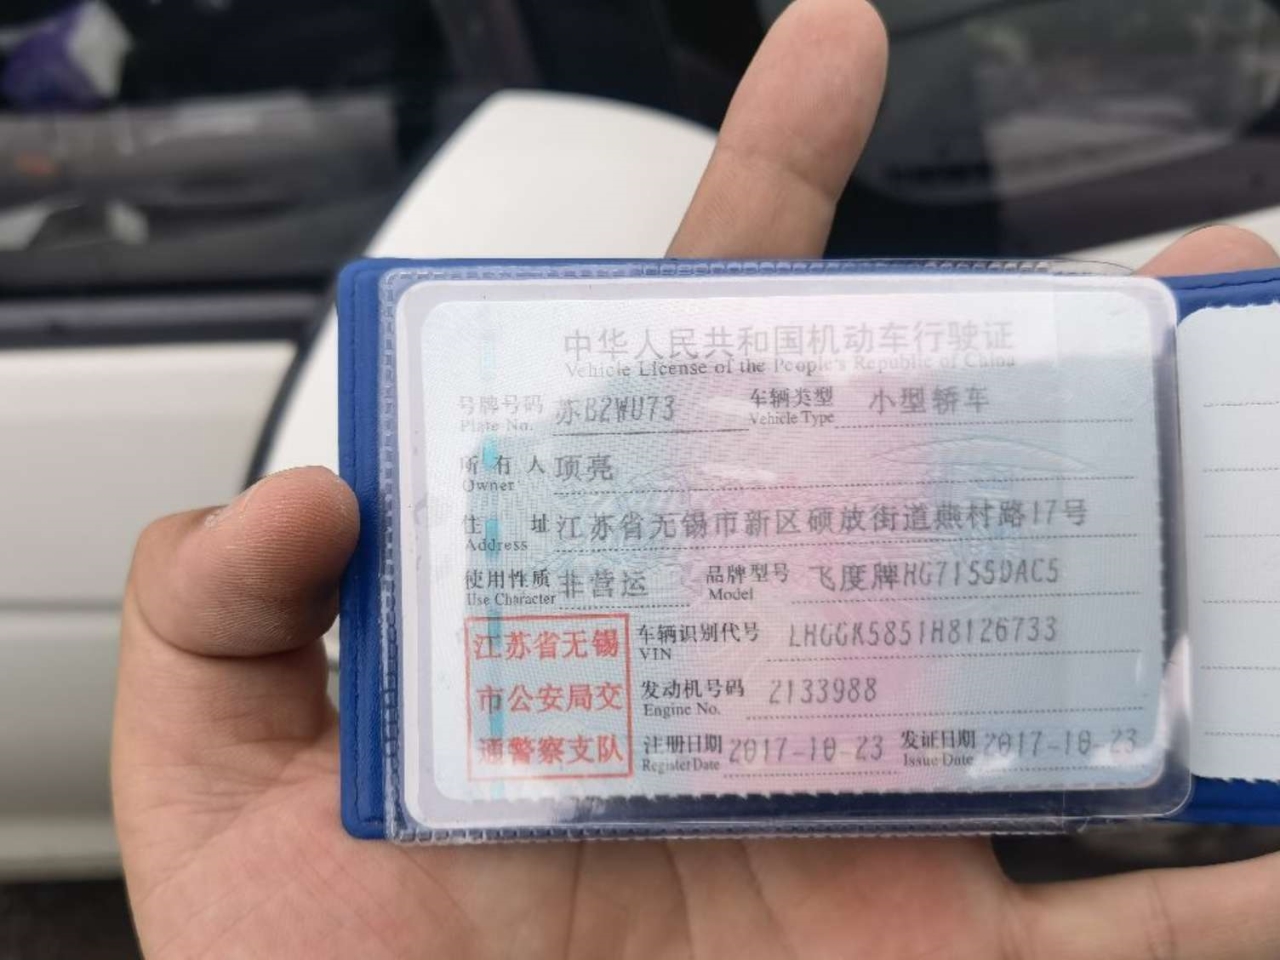 中华人民共和国机动车行驶证
Vehicle License of the People's Republic of China
号牌号码 苏B2WU73 车辆类型 小型轿车
Plate No. Vehicle Type
所有人 项亮
Owner
住址 江苏省无锡市新区硕放街道燕村路17号
Address
使用性质 非营运 品牌型号 飞度牌HG7155DAC5
Use Character Model
江苏省无锡
市公安局交
通警察支队
车辆识别代号 LHGGK5851H8126733
VIN
发动机号码 2133988
Engine No.
注册日期 2017-10-23 发证日期 2017-10-23
Register Date Issue Date